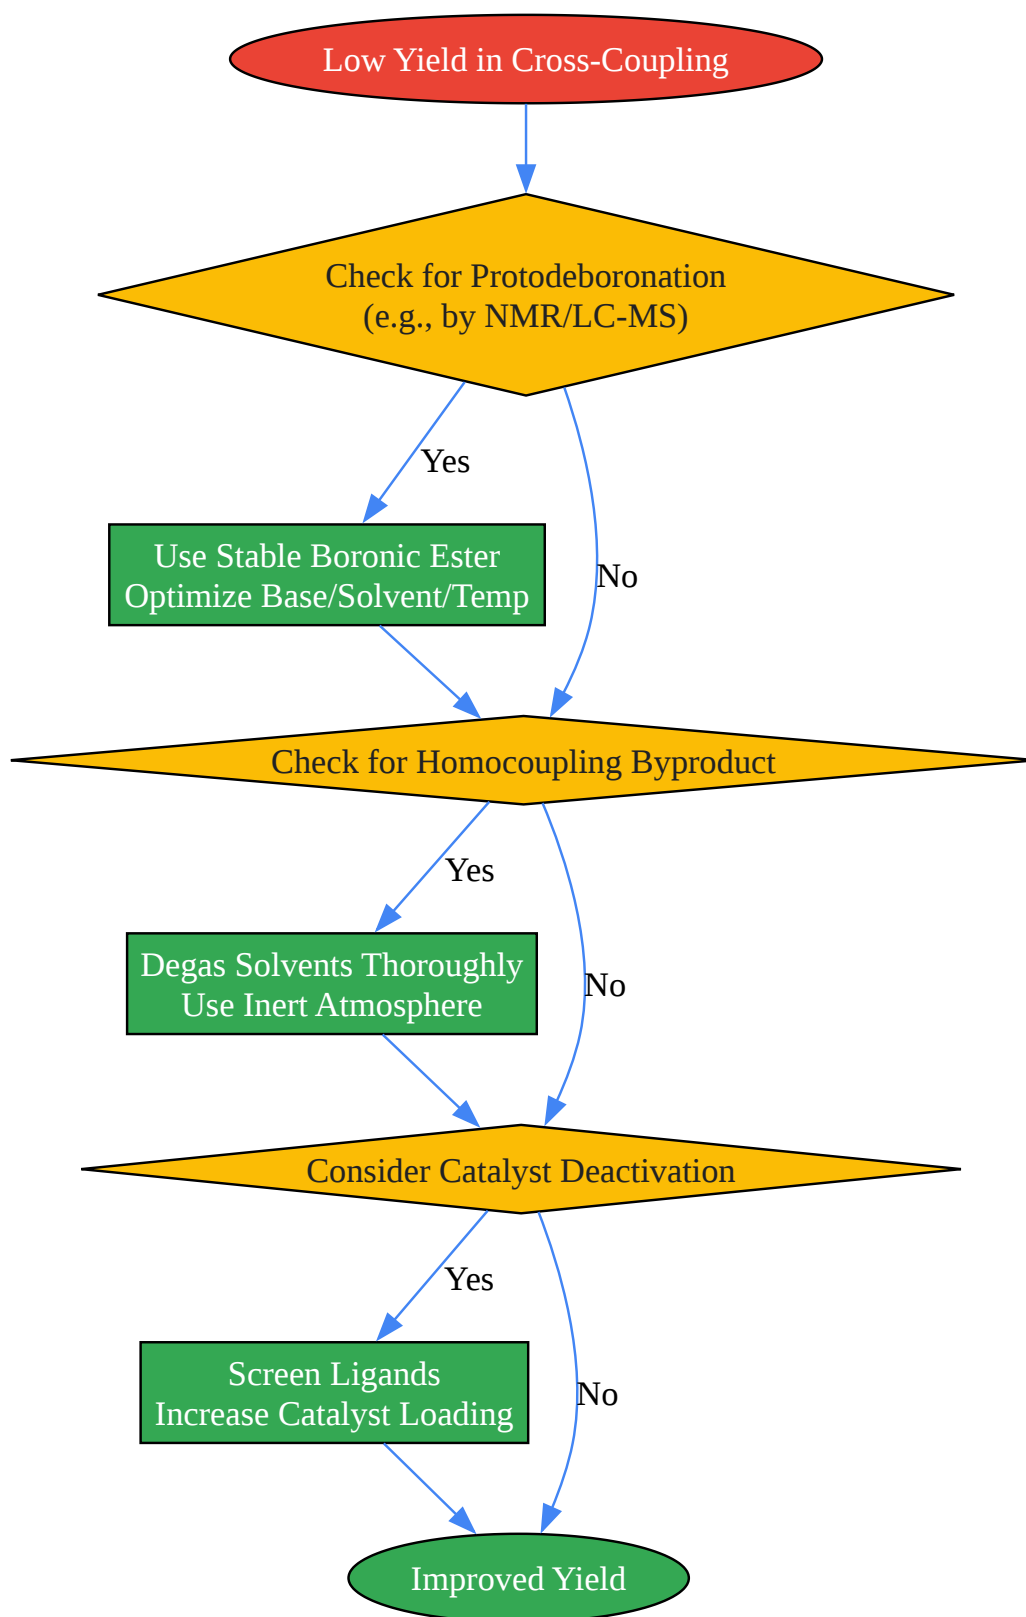 Low Yield in Cross-Coupling
Check for Protodeboronation
(e.g., by NMR/LC-MS)
Yes
Use Stable Boronic Ester
Optimize Base/Solvent/Temp
No
Check for Homocoupling Byproduct
Yes
Degas Solvents Thoroughly
Use Inert Atmosphere
No
Consider Catalyst Deactivation
Yes
Screen Ligands
Increase Catalyst Loading
No
Improved Yield